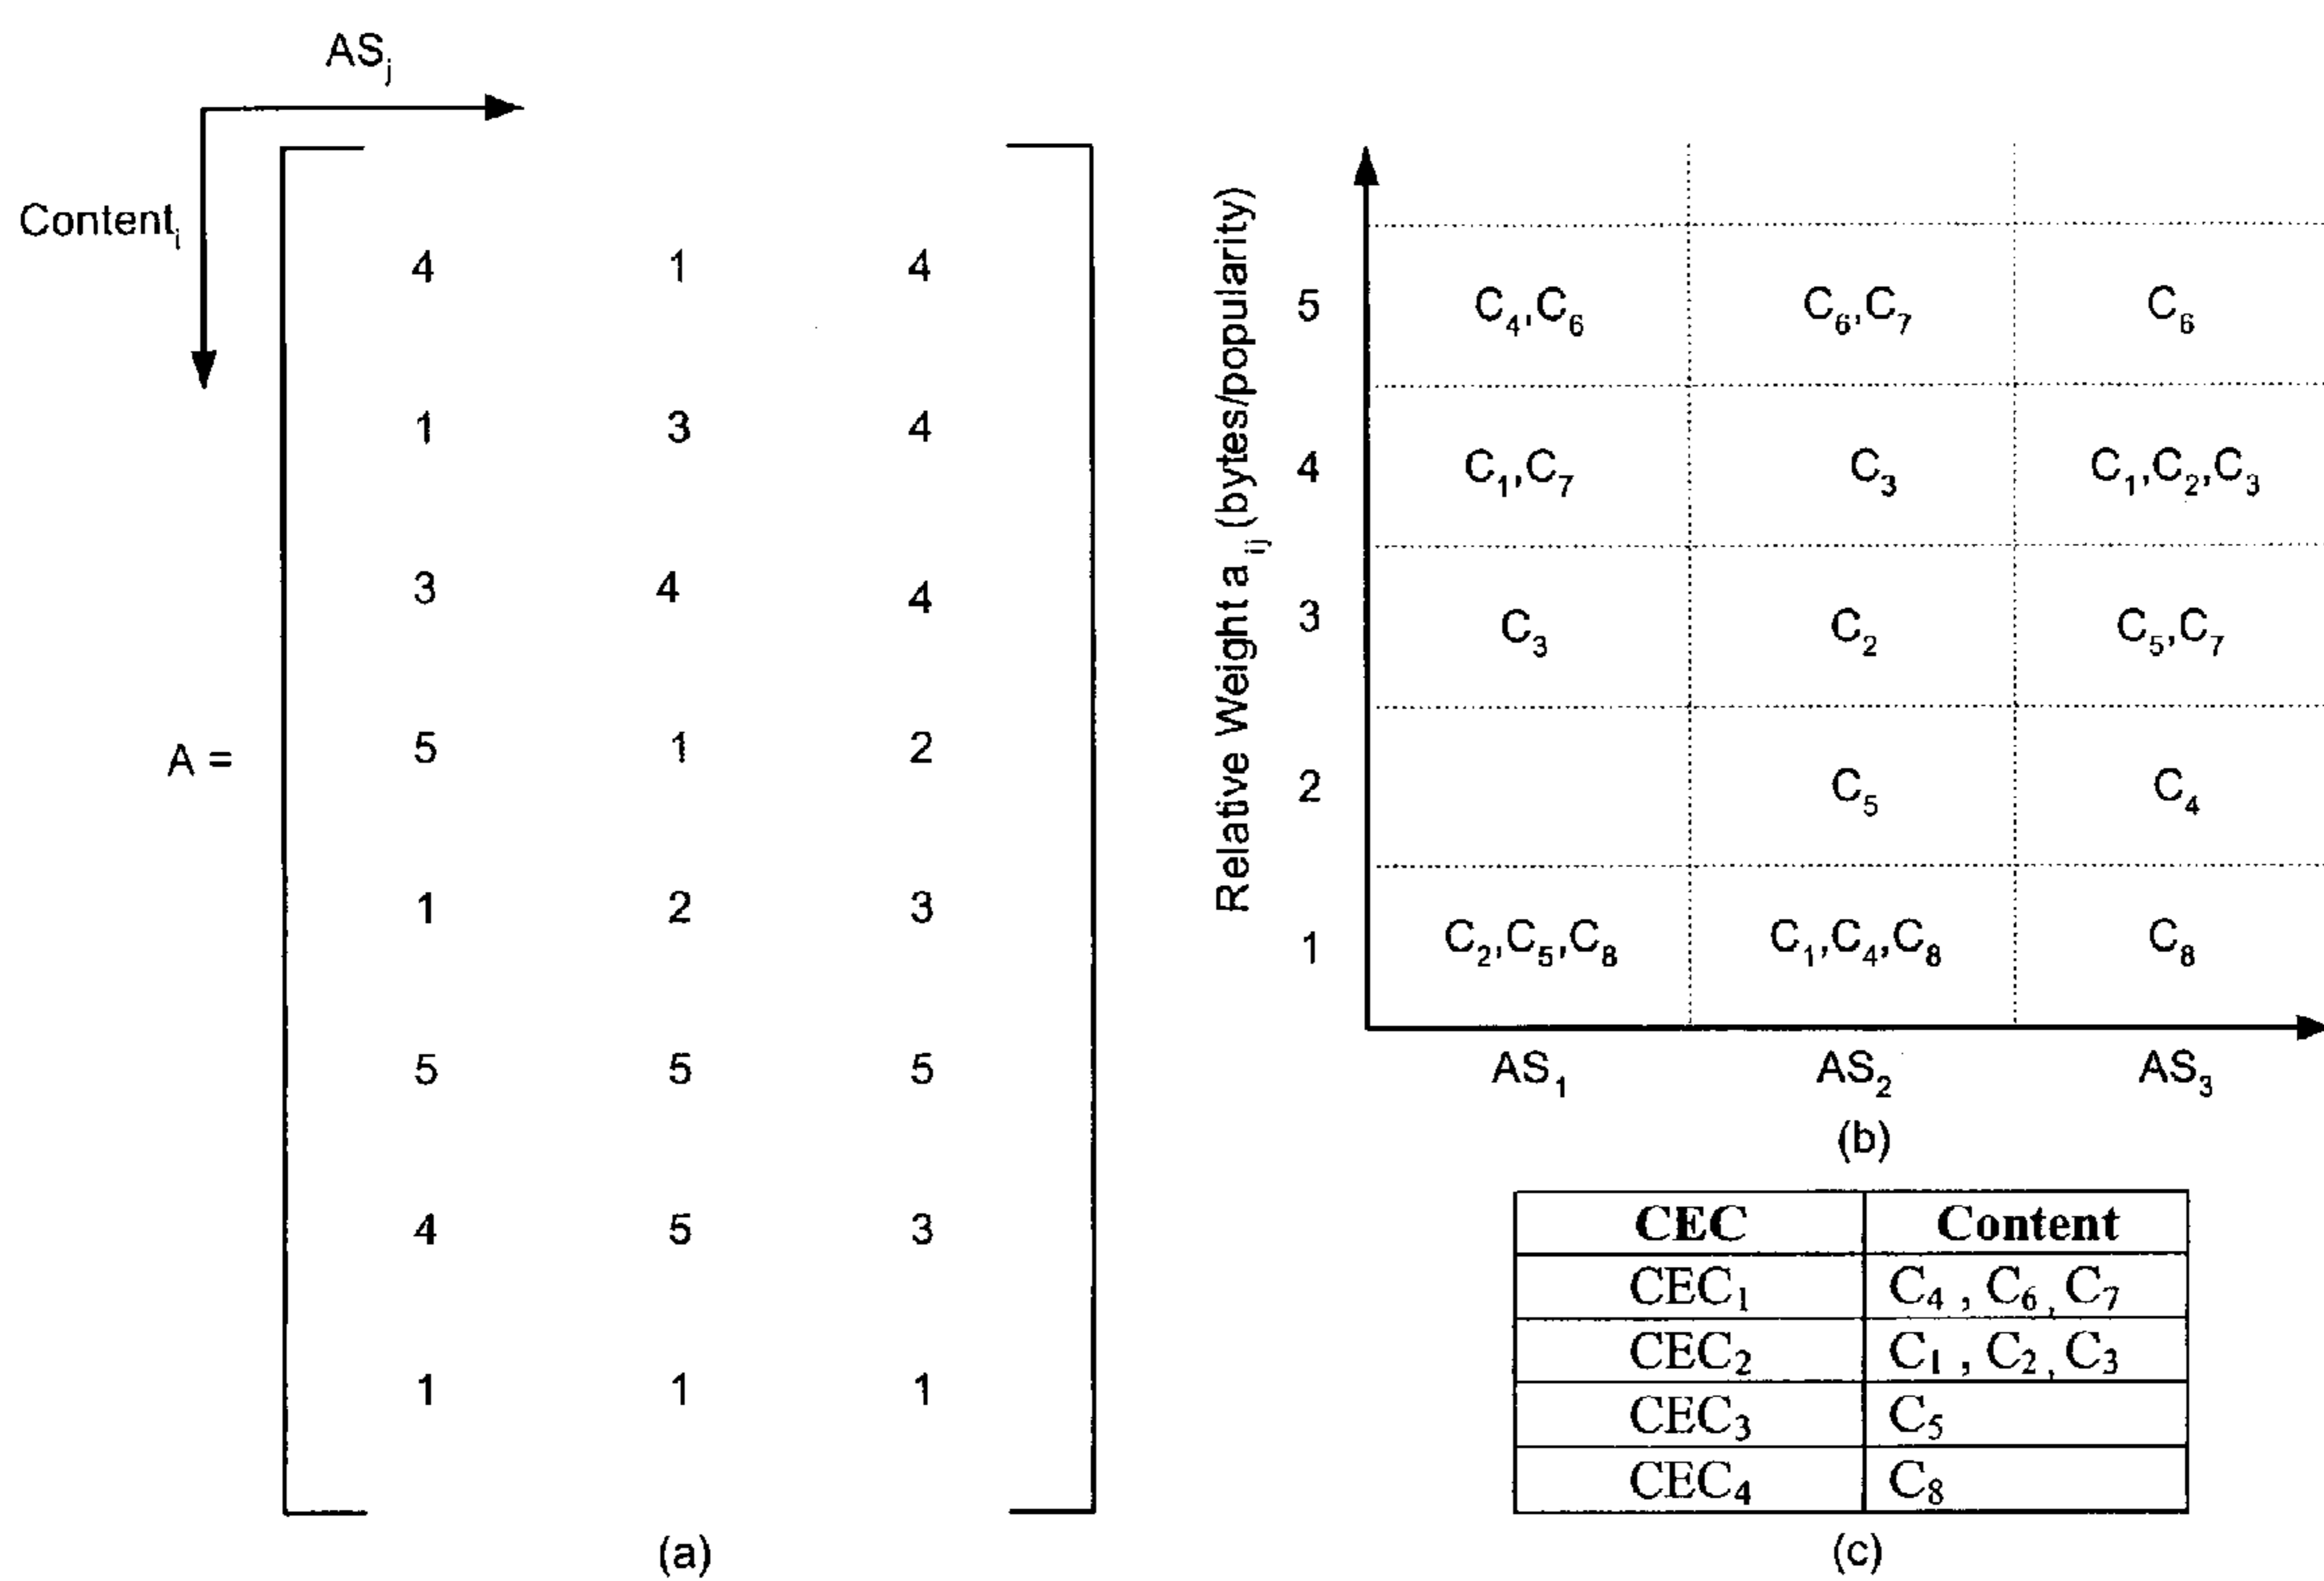 ASj
Contenti
4 1 4
1 3 4
3 4 4
5 1 2
A =
1 2 3
5 5 5
4 5 3
1 1 1
(a)
Relative Weight a ij (bytes/popularity)
5 C4,C6 C6,C7 C6
4 C1,C7 C3 C1,C2,C3
3 C3 C2 C5,C7
2 C5 C4
1 C2,C5,C8 C1,C4,C8 C8
AS1 AS2 AS3
(b)
CEC Content
CEC1 C4 , C6 , C7
CEC2 C1 , C2 , C3
CEC3 C5
CEC4 C8
(c)